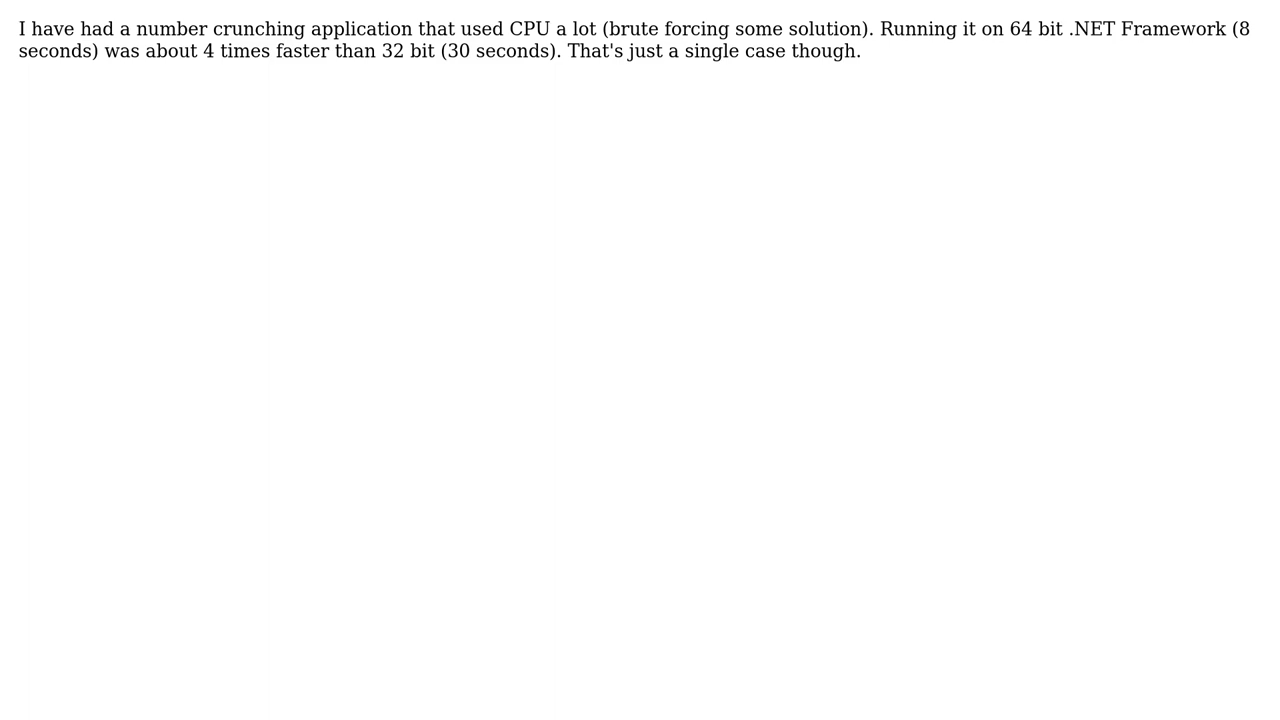 I have had a number crunching application that used CPU a lot (brute forcing some solution). Running it on 64 bit .NET Framework (8
seconds) was about 4 times faster than 32 bit (30 seconds). That's just a single case though.